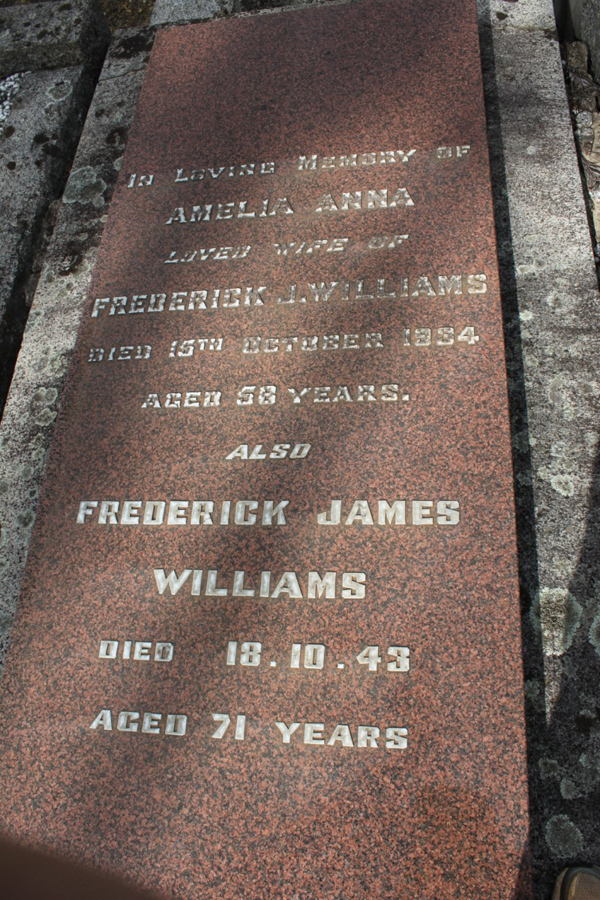 In Loving Memory of
AMELIA ANNA
LOVED WIFE OF
FREDERICK J. WILLIAMS
DIED 15TH OCTOBER 1934
AGED 58 YEARS.
ALSO
FREDERICK JAMES
WILLIAMS
DIED 18.10.43
AGED 71 YEARS